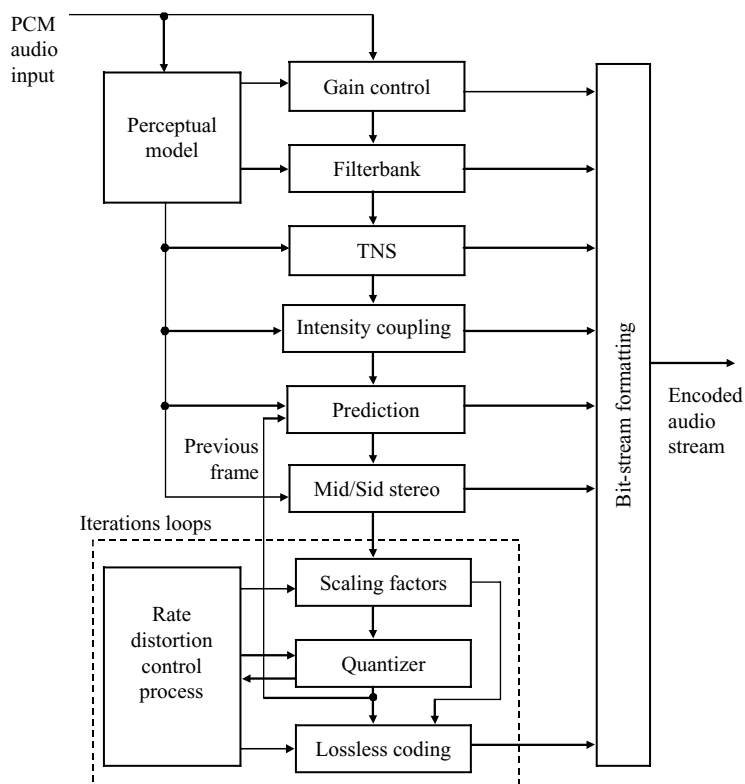 PCM
audio
input
Gain control
Perceptual
model
Filterbank
TNS
Intensity coupling
Prediction
Previous
frame
Mid/Sid stereo
Iterations loops
Scaling factors
Rate
distortion
control
process
Quantizer
Lossless coding
Bit-stream formatting
Encoded
audio
stream